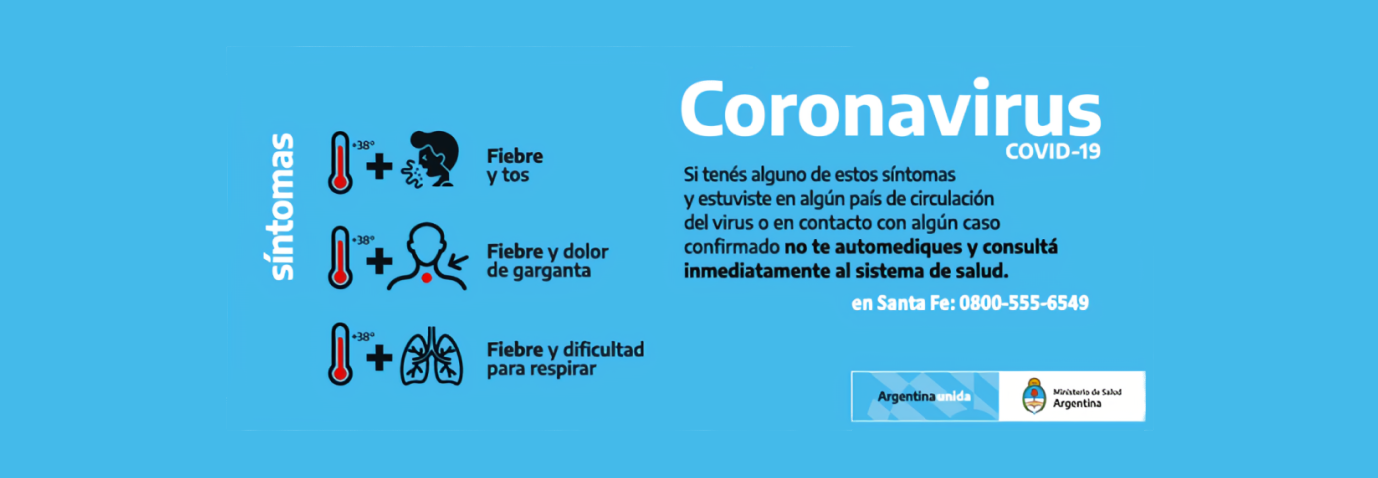 síntomas
+38°
Fiebre
y tos
+38°
Fiebre y dolor
de garganta
+38°
Fiebre y dificultad
para respirar
Coronavirus
COVID-19
Si tenés alguno de estos síntomas
y estuviste en algún país de circulación
del virus o en contacto con algún caso
confirmado no te automediques y consultá
inmediatamente al sistema de salud.
en Santa Fe: 0800-555-6549
Argentina unida
Ministerio de Salud
Argentina